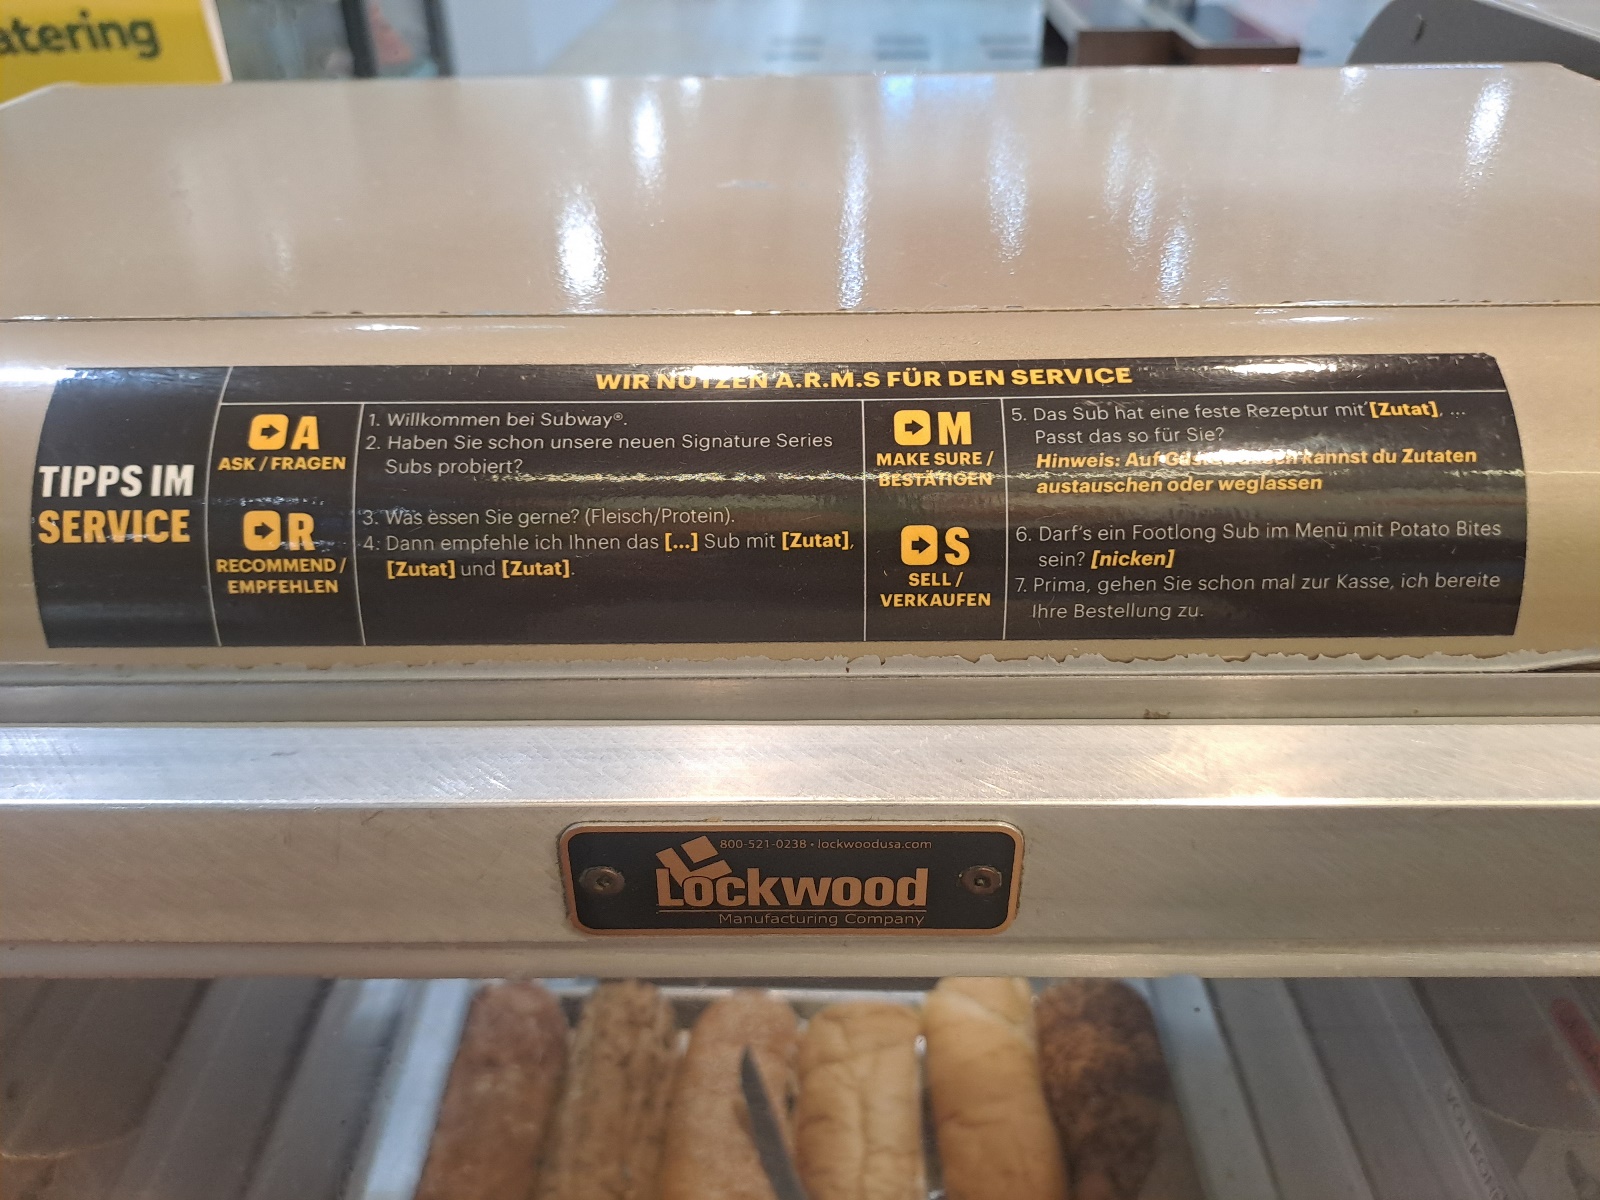 atering
WIR NUTZEN A.R.M.S FÜR DEN SERVICE
TIPPS IM
SERVICE
A
ASK / FRAGEN
1. Willkommen bei Subway®.
2. Haben Sie schon unsere neuen Signature Series
Subs probiert?
R
RECOMMEND /
EMPFEHLEN
3. Was essen Sie gerne? (Fleisch/Protein).
4. Dann empfehle ich Ihnen das [...] Sub mit [Zutat],
[Zutat] und [Zutat].
M
MAKE SURE /
BESTÄTIGEN
5. Das Sub hat eine feste Rezeptur mit [Zutat], ...
Passt das so für Sie?
Hinweis: Auf kannst du Zutaten
austauschen oder weglassen
S
SELL /
VERKAUFEN
6. Darf's ein Footlong Sub im Menü mit Potato Bites
sein? [nicken]
7. Prima, gehen Sie schon mal zur Kasse, ich bereite
Ihre Bestellung zu.
800-521-0238 • lockwoodusa.com
Lockwood
Manufacturing Company